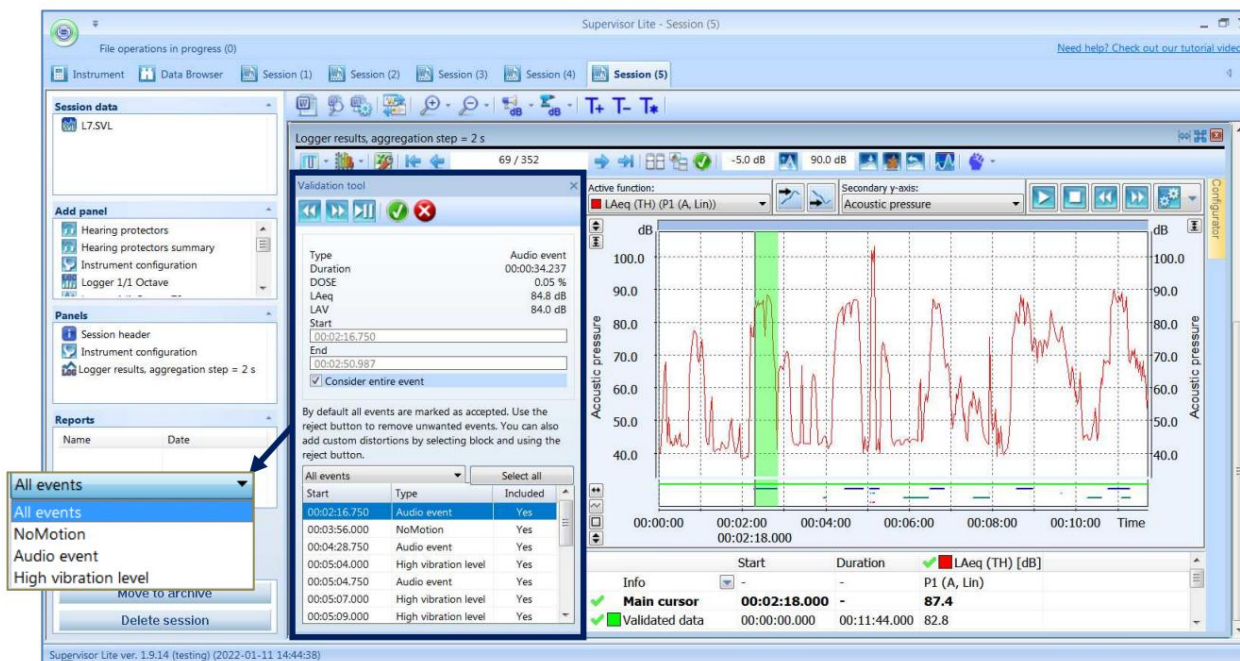 Supervisor Lite - Session (5)
File operations in progress (0)
Need help? Check out our tutorial video
Instrument
Data Browser
Session (1)
Session (2)
Session (3)
Session (4)
Session (5)
Session data
L7.SVL
Add panel
Hearing protectors
Hearing protectors summary
Instrument configuration
Logger 1/1 Octave
Panels
Session header
Instrument configuration
Logger results, aggregation step = 2 s
Reports
Name Date
All events
All events
NoMotion
Audio event
High vibration level
Move to archive
Delete session
dB dB T+ T- T*
Logger results, aggregation step = 2 s
69 / 352
-5.0 dB
90.0 dB
Validation tool
Type Audio event
Duration 00:00:34.237
DOSE 0.05 %
LAeq 84.8 dB
LAV 84.0 dB
Start
00:02:16.750
End
00:02:50.987
Consider entire event
By default all events are marked as accepted. Use the
reject button to remove unwanted events. You can also
add custom distortions by selecting block and using the
reject button.
All events Select all
Start Type Included
00:02:16.750 Audio event Yes
00:03:56.000 NoMotion Yes
00:04:28.750 Audio event Yes
00:05:04.000 High vibration level Yes
00:05:04.750 Audio event Yes
00:05:07.000 High vibration level Yes
00:05:09.000 High vibration level Yes
Active function:
LAeq (TH) (P1 (A, Lin))
Secondary y-axis:
Acoustic pressure
Configurator
dB dB
100.0 100.0
90.0 90.0
80.0 80.0
70.0 70.0
60.0 60.0
50.0 50.0
40.0 40.0
Acoustic pressure
Acoustic pressure
00:00:00 00:02:00 00:04:00 00:06:00 00:08:00 00:10:00 Time
00:02:18.000
Start Duration LAeq (TH) [dB]
Info - - P1 (A, Lin)
Main cursor 00:02:18.000 - 87.4
Validated data 00:00:00.000 00:11:44.000 82.8
Supervisor Lite ver. 1.9.14 (testing) (2022-01-11 14:44:38)